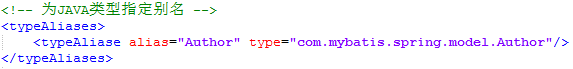 <!-- 为JAVA类型指定别名 -->
<typeAliases>
<typeAliase alias="Author" type="com.mybatis.spring.model.Author"/>
</typeAliases>